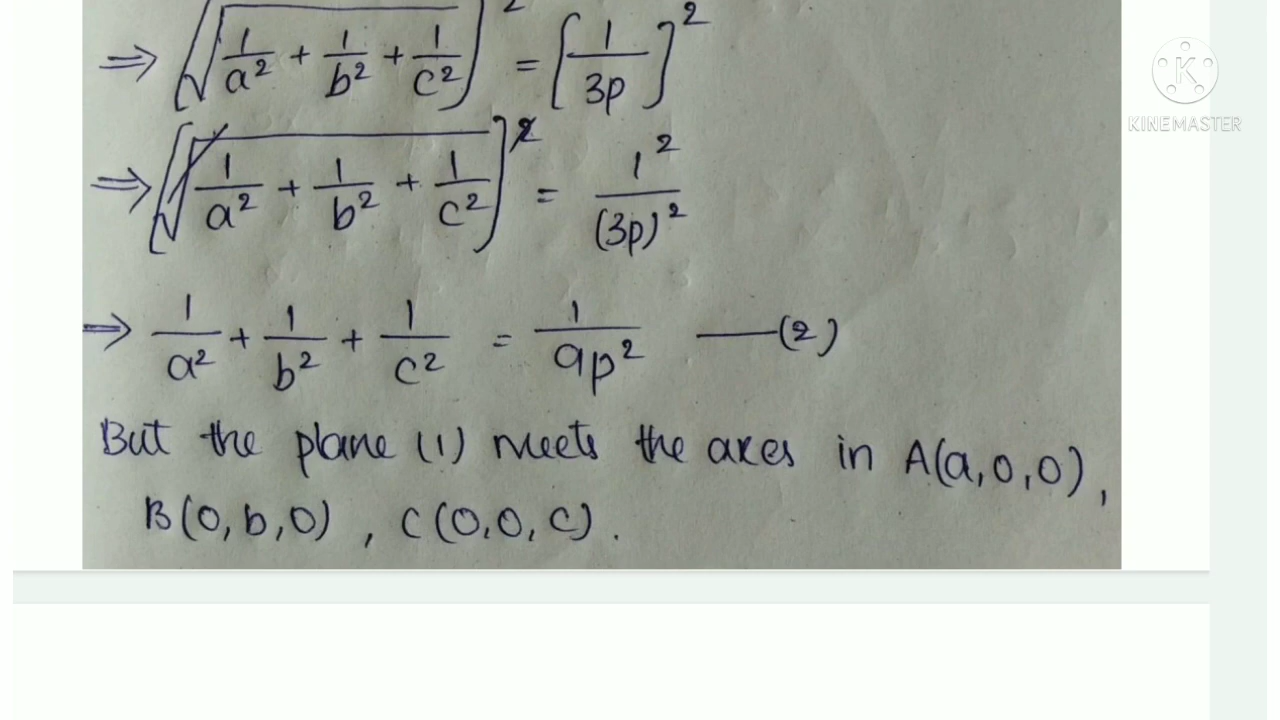 ⇒ [√(1/a² + 1/b² + 1/c²)]² = [1/3p]²
K
KINEMASTER
⇒ [√(1/a² + 1/b² + 1/c²)]² = 1²/(3p)²
⇒ 1/a² + 1/b² + 1/c² = 1/9p² —(2)
But the plane (1) meets the axes in A(a,0,0),
B(0,b,0), C(0,0,c).